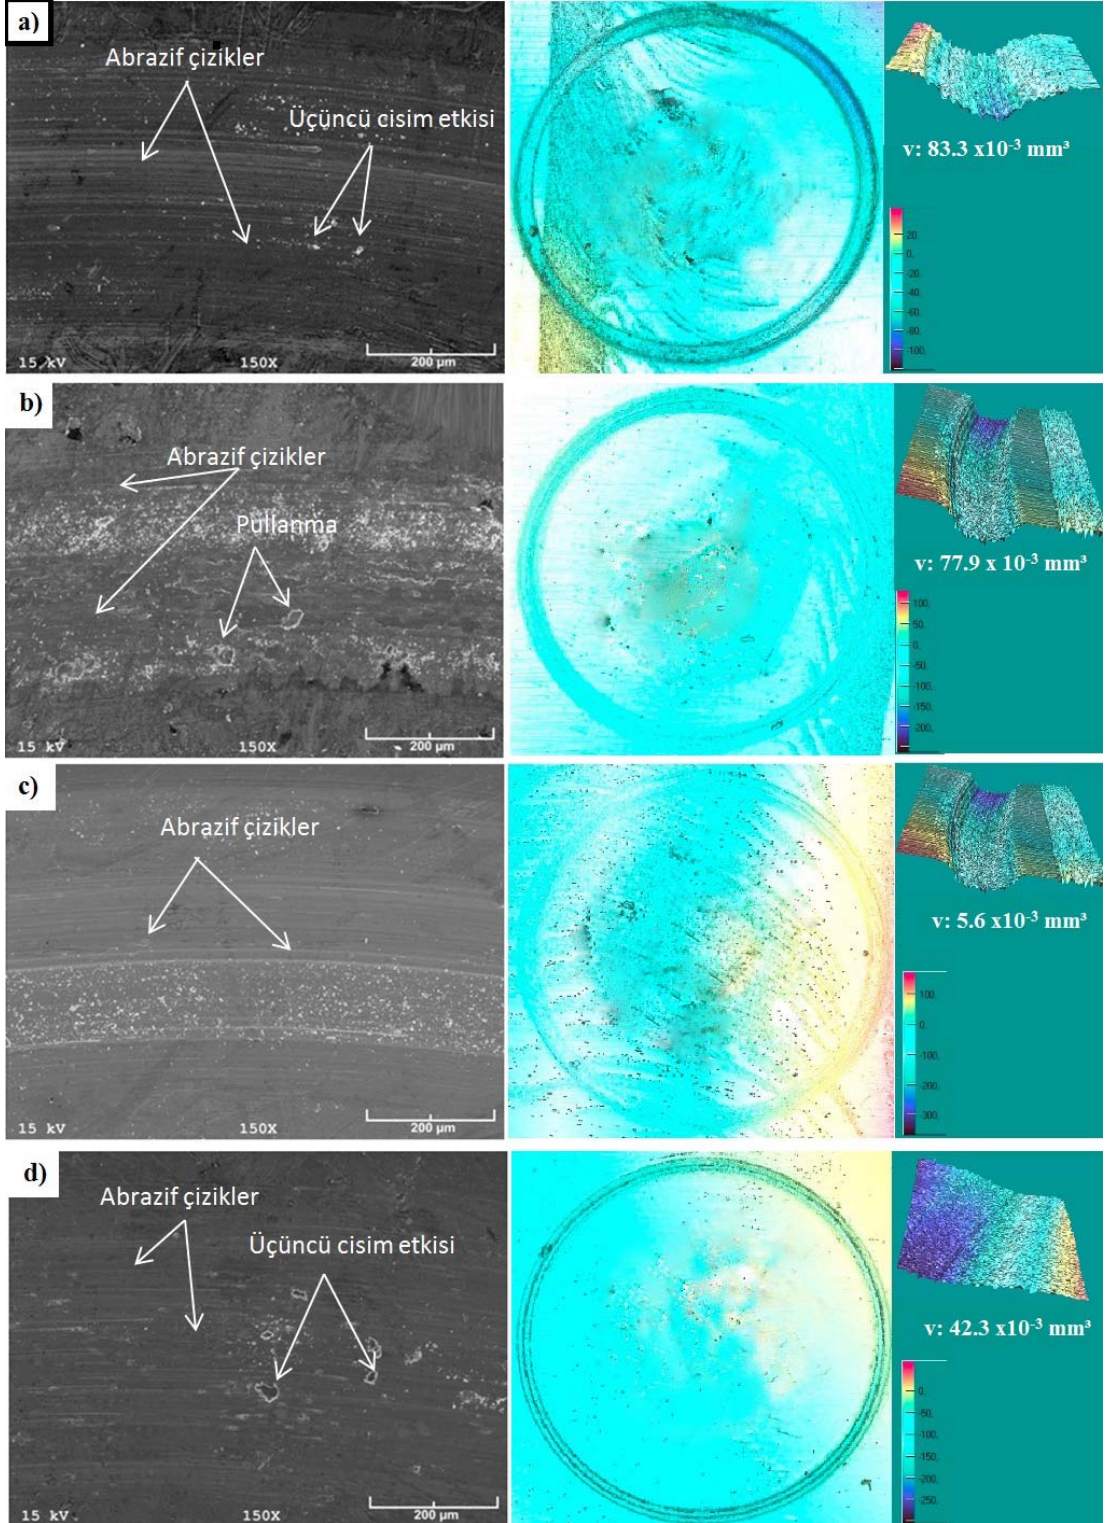 a)
Abrazif çizikler
Üçüncü cisim etkisi
15 kV 150X 200 µm
v: 83.3 x10⁻³ mm³
20,
0,
-20,
-40,
-60,
-80,
-100,
b)
Abrazif çizikler
Pullanma
15 kV 150X 200 µm
v: 77.9 x 10⁻³ mm³
100,
50,
0,
-50,
-100,
-150,
-200,
c)
Abrazif çizikler
15 kV 150X 200 µm
v: 5.6 x10⁻³ mm³
100,
0,
-100,
-200,
-300,
d)
Abrazif çizikler
Üçüncü cisim etkisi
15 kV 150X 200 µm
v: 42.3 x10⁻³ mm³
0,
-50,
-100,
-150,
-200,
-250,